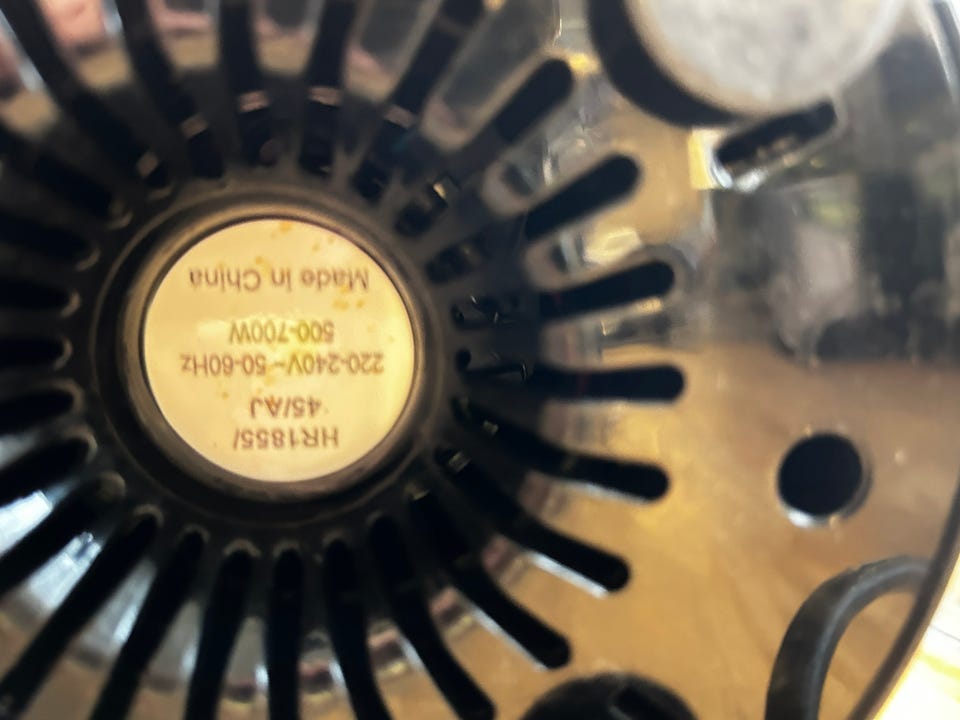 HR1855/
45/AJ
220-240V~ 50-60Hz
500-700W
Made in China